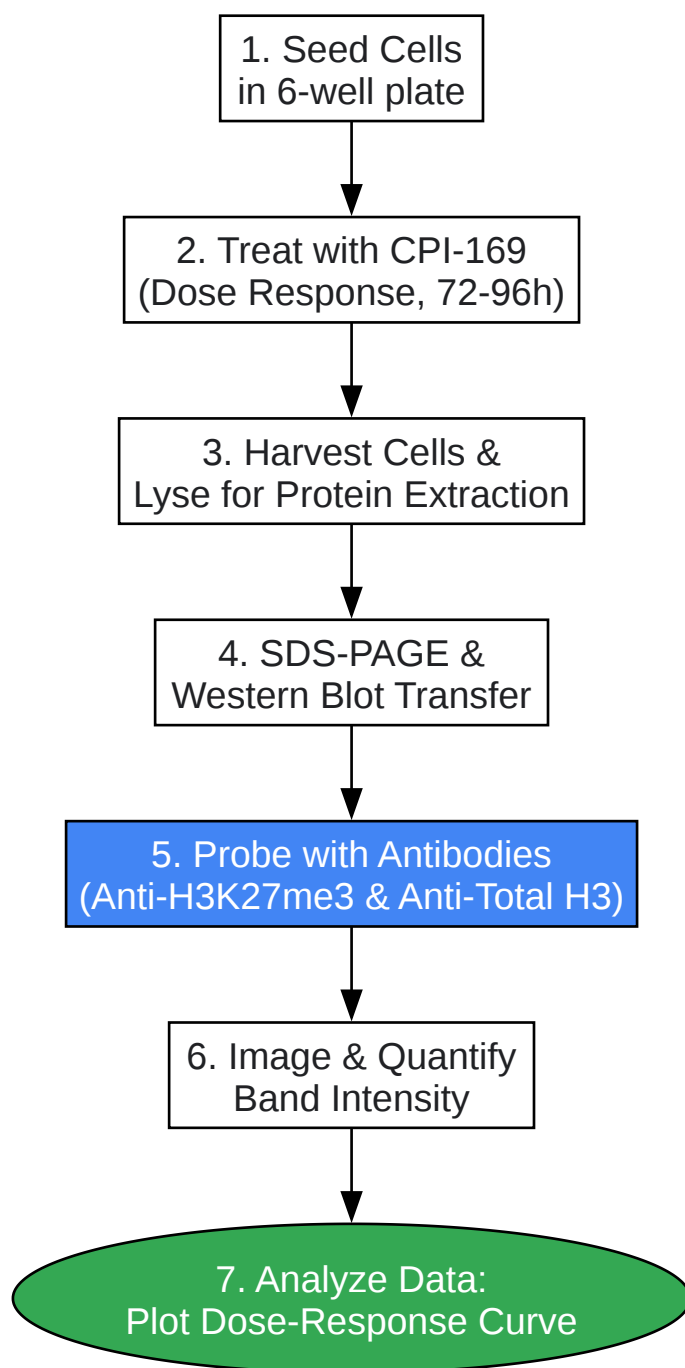 1. Seed Cells
in 6-well plate
2. Treat with CPI-169
(Dose Response, 72-96h)
3. Harvest Cells &
Lyse for Protein Extraction
4. SDS-PAGE &
Western Blot Transfer
5. Probe with Antibodies
(Anti-H3K27me3 & Anti-Total H3)
6. Image & Quantify
Band Intensity
7. Analyze Data:
Plot Dose-Response Curve